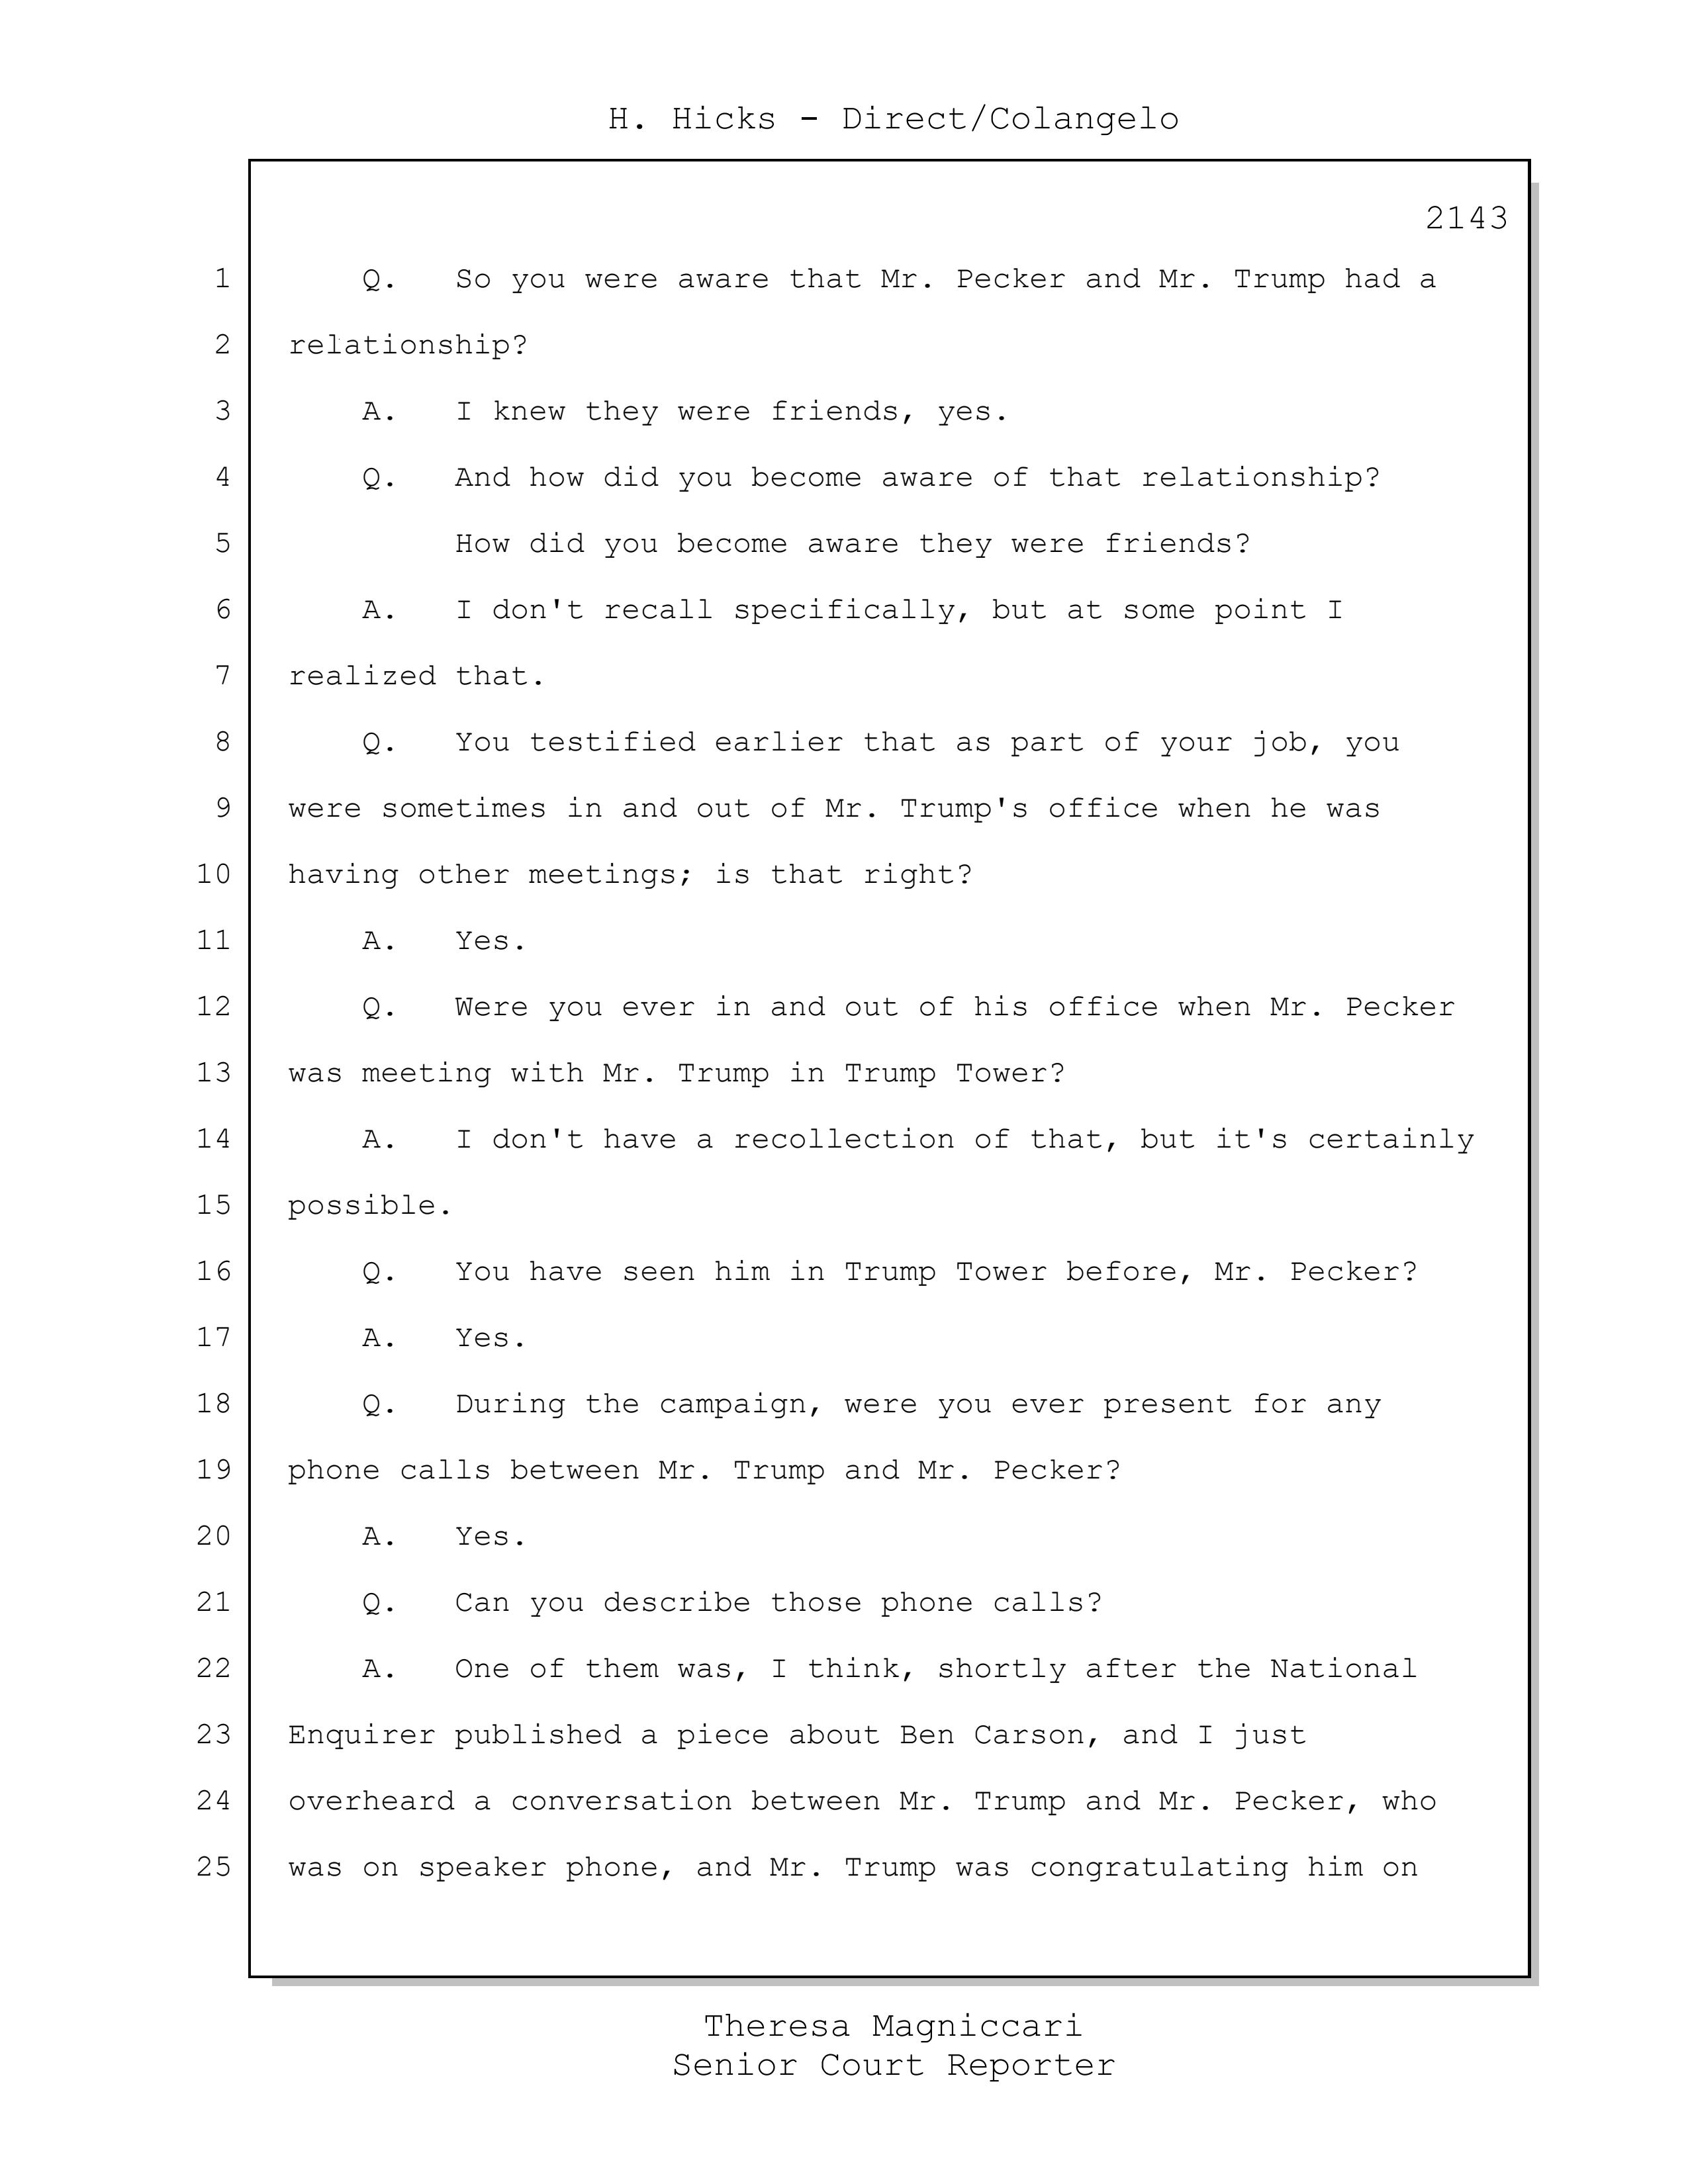 H. Hicks - Direct/Colangelo
2143
1 Q. So you were aware that Mr. Pecker and Mr. Trump had a
2 relationship?
3 A. I knew they were friends, yes.
4 Q. And how did you become aware of that relationship?
5 How did you become aware they were friends?
6 A. I don't recall specifically, but at some point I
7 realized that.
8 Q. You testified earlier that as part of your job, you
9 were sometimes in and out of Mr. Trump's office when he was
10 having other meetings; is that right?
11 A. Yes.
12 Q. Were you ever in and out of his office when Mr. Pecker
13 was meeting with Mr. Trump in Trump Tower?
14 A. I don't have a recollection of that, but it's certainly
15 possible.
16 Q. You have seen him in Trump Tower before, Mr. Pecker?
17 A. Yes.
18 Q. During the campaign, were you ever present for any
19 phone calls between Mr. Trump and Mr. Pecker?
20 A. Yes.
21 Q. Can you describe those phone calls?
22 A. One of them was, I think, shortly after the National
23 Enquirer published a piece about Ben Carson, and I just
24 overheard a conversation between Mr. Trump and Mr. Pecker, who
25 was on speaker phone, and Mr. Trump was congratulating him on
Theresa Magniccari
Senior Court Reporter